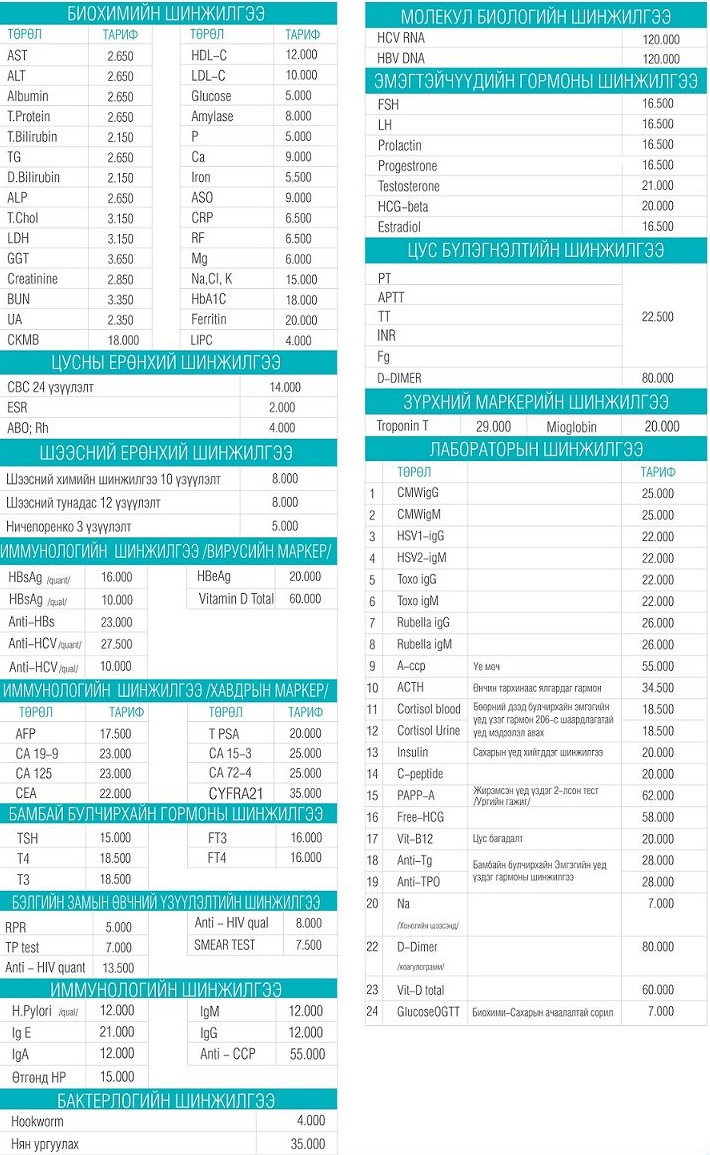 БИОХИМИЙН ШИНЖИЛГЭЭ
ТӨРӨЛ ТАРИФ ТӨРӨЛ ТАРИФ
AST 2.650 HDL-C 12.000
ALT 2.650 LDL-C 10.000
Albumin 2.650 Glucose 5.000
T.Protein 2.650 Amylase 8.000
T.Bilirubin 2.150 P 5.000
TG 2.650 Ca 9.000
D.Bilirubin 2.150 Iron 5.500
ALP 2.650 ASO 9.000
T.Chol 3.150 CRP 6.500
LDH 3.150 RF 6.500
GGT 3.650 Mg 6.000
Creatinine 2.850 Na,Cl, K 15.000
BUN 3.350 HbA1C 18.000
UA 2.350 Ferritin 20.000
CKMB 18.000 LIPC 4.000
ЦУСНЫ ЕРӨНХИЙ ШИНЖИЛГЭЭ
CBC 24 үзүүлэлт 14.000
ESR 2.000
ABO; Rh 4.000
ШЭЭСНИЙ ЕРӨНХИЙ ШИНЖИЛГЭЭ
Шээсний химийн шинжилгээ 10 үзүүлэлт 8.000
Шээсний тунадас 12 үзүүлэлт 8.000
Ничепоренко 3 үзүүлэлт 5.000
ИММУНОЛОГИЙН ШИНЖИЛГЭЭ /ВИРУСИЙН МАРКЕР/
HBsAg /quant/ 16.000 HBeAg 20.000
HBsAg /qual/ 10.000 Vitamin D Total 60.000
Anti-HBs 23.000
Anti-HCV /quant/ 27.500
Anti-HCV /qual/ 10.000
ИММУНОЛОГИЙН ШИНЖИЛГЭЭ /ХАВДРЫН МАРКЕР/
ТӨРӨЛ ТАРИФ ТӨРӨЛ ТАРИФ
AFP 17.500 T PSA 20.000
CA 19-9 23.000 CA 15-3 25.000
CA 125 23.000 CA 72-4 25.000
CEA 22.000 CYFRA21 35.000
БАМБАЙ БУЛЧИРХАЙН ГОРМОНЫ ШИНЖИЛГЭЭ
TSH 15.000 FT3 16.000
T4 18.500 FT4 16.000
T3 18.500
БЭЛГИЙН ЗАМЫН ӨВЧНИЙ ҮЗҮҮЛЭЛТИЙН ШИНЖИЛГЭЭ
RPR 5.000 Anti - HIV qual 8.000
TP test 7.000 SMEAR TEST 7.500
Anti - HIV quant 13.500
ИММУНОЛОГИЙН ШИНЖИЛГЭЭ
H.Pylori /qual/ 12.000 IgM 12.000
Ig E 21.000 IgG 12.000
IgA 12.000 Anti - CCP 55.000
Өтгөнд HP 15.000
БАКТЕРЛОГИЙН ШИНЖИЛГЭЭ
Hookworm 4.000
Нян ургуулах 35.000
МОЛЕКУЛ БИОЛОГИЙН ШИНЖИЛГЭЭ
HCV RNA 120.000
HBV DNA 120.000
ЭМЭГТЭЙЧҮҮДИЙН ГОРМОНЫ ШИНЖИЛГЭЭ
FSH 16.500
LH 16.500
Prolactin 16.500
Progestrone 16.500
Testosterone 21.000
HCG-beta 20.000
Estradiol 16.500
ЦУС БҮЛЭГНЭЛТИЙН ШИНЖИЛГЭЭ
PT
APTT
TT 22.500
INR
Fg
D-DIMER 80.000
ЗҮРХНИЙ МАРКЕРИЙН ШИНЖИЛГЭЭ
Troponin T 29.000 Mioglobin 20.000
ЛАБОРАТОРЫН ШИНЖИЛГЭЭ
ТӨРӨЛ ТАРИФ
1 CMWigG 25.000
2 CMWigM 25.000
3 HSV1-igG 22.000
4 HSV2-igM 22.000
5 Toxo igG 22.000
6 Toxo igM 22.000
7 Rubella igG 26.000
8 Rubella igM 26.000
9 A-ccp Үе мөч 55.000
10 ACTH Өнчин тархинаас ялгардаг гармон 34.500
11 Cortisol blood Бөөрний дээд булчирхайн эмгэгийн 18.500
үед үзэг гармон 206-с шаардлагатай
12 Cortisol Urine үед мэдээлэл авах 18.500
13 Insulin Сахарын үед хийгддэг шинжилгээ 20.000
14 C-peptide 20.000
15 PAPP-A Жирэмсэн үед үздэг 2-лсон тест 62.000
/Ургийн гажиг/
16 Free-HCG 58.000
17 Vit-B12 Цус багадалт 20.000
18 Anti-Tg Бамбайн булчирхайн Эмгэгийн үед 28.000
19 Anti-TPO үздэг гармоны шинжилгээ 28.000
20 Na 7.000
/Хоногийн шээсэнд/
22 D-Dimer 80.000
/коагулограмм/
23 Vit-D total 60.000
24 GlucoseOGTT Биохими-Сахарын ачаалалтай сорил 7.000